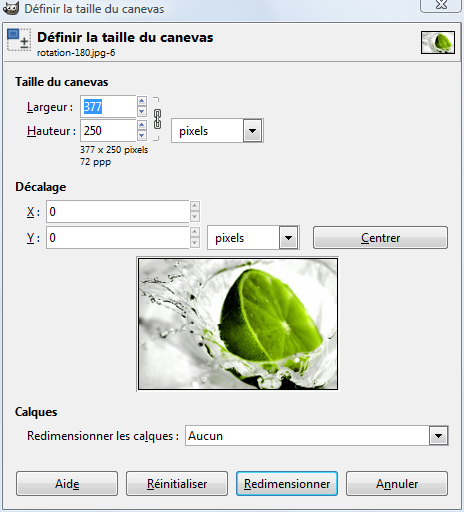 Définir la taille du canevas
Définir la taille du canevas
rotation-180.jpg-6
Taille du canevas
Largeur : 377
Hauteur : 250 pixels
377 x 250 pixels
72 ppp
Décalage
X : 0
Y : 0 pixels Centrer
Calques
Redimensionner les calques : Aucun
Aide Réinitialiser Redimensionner Annuler